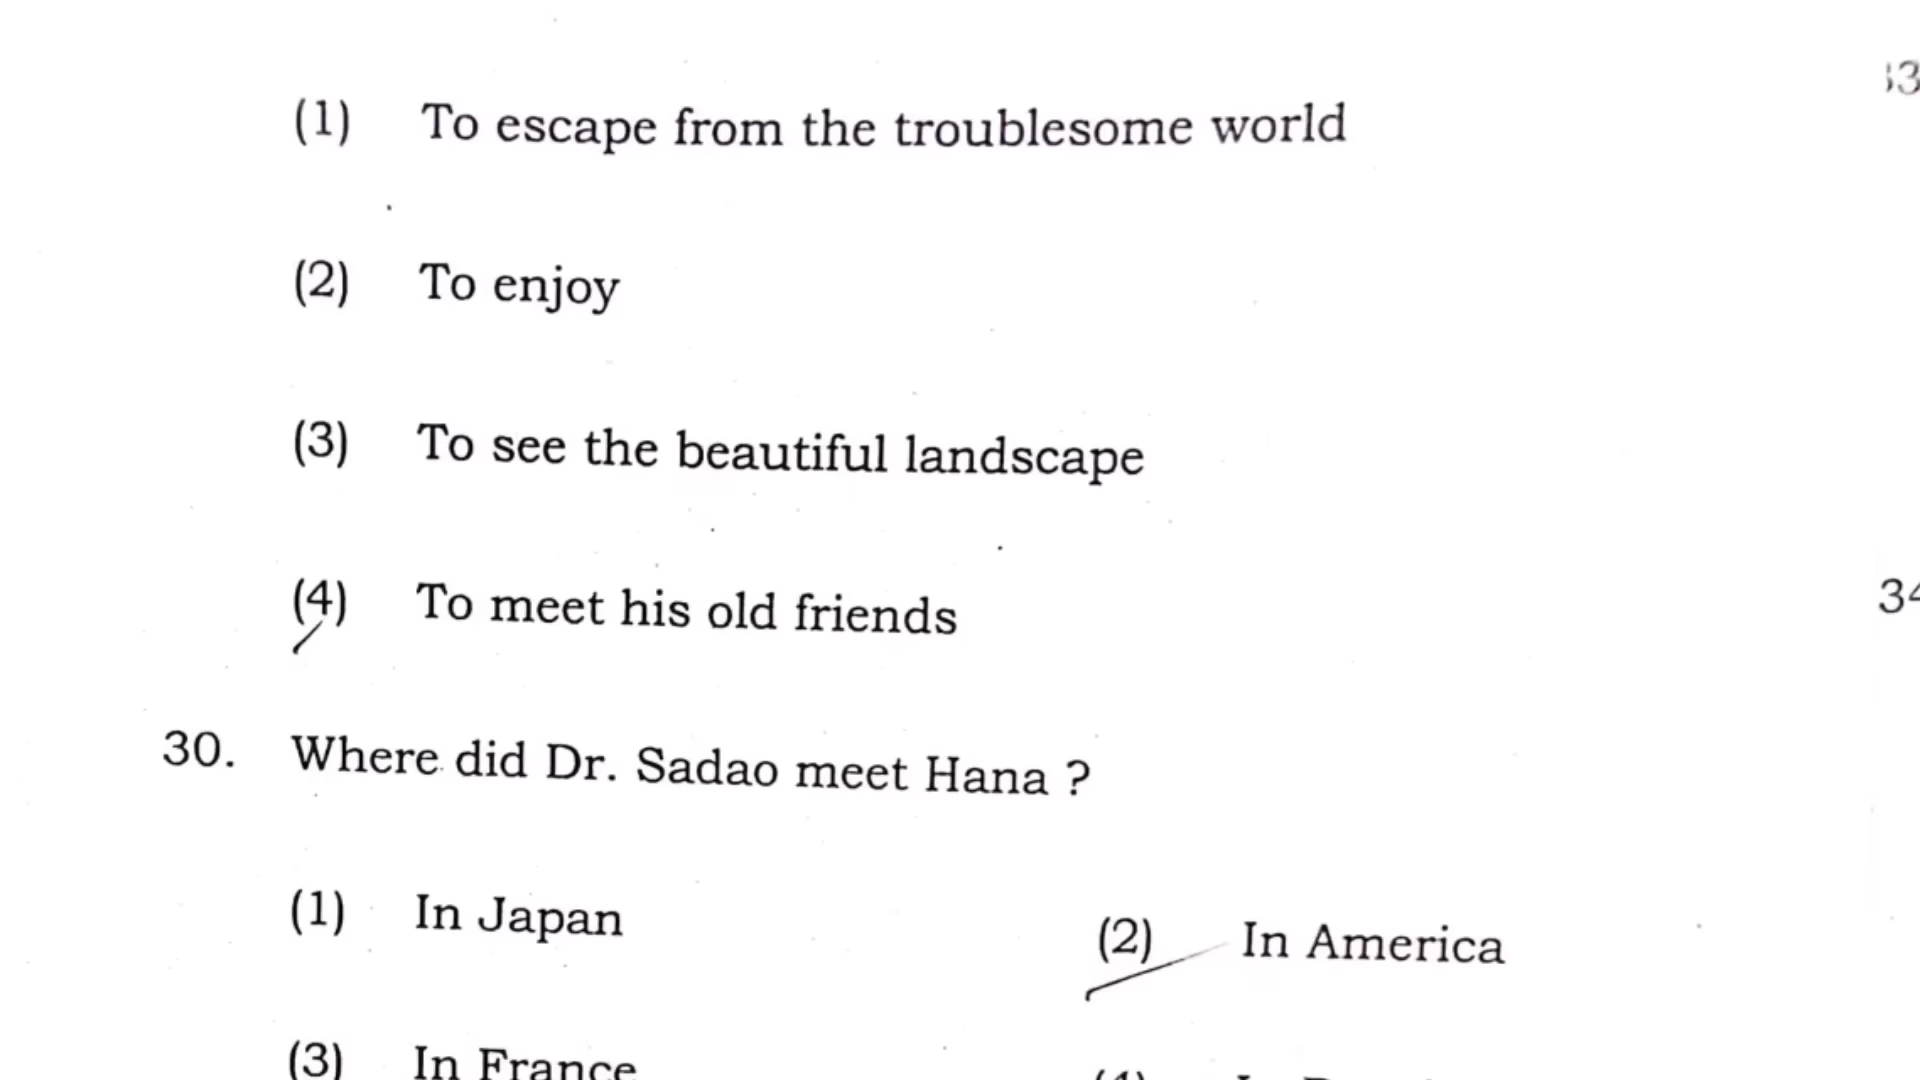 (1) To escape from the troublesome world
(2) To enjoy
(3) To see the beautiful landscape
(4) To meet his old friends
34
30. Where did Dr. Sadao meet Hana ?
(1) In Japan
(2) In America
(3) In France